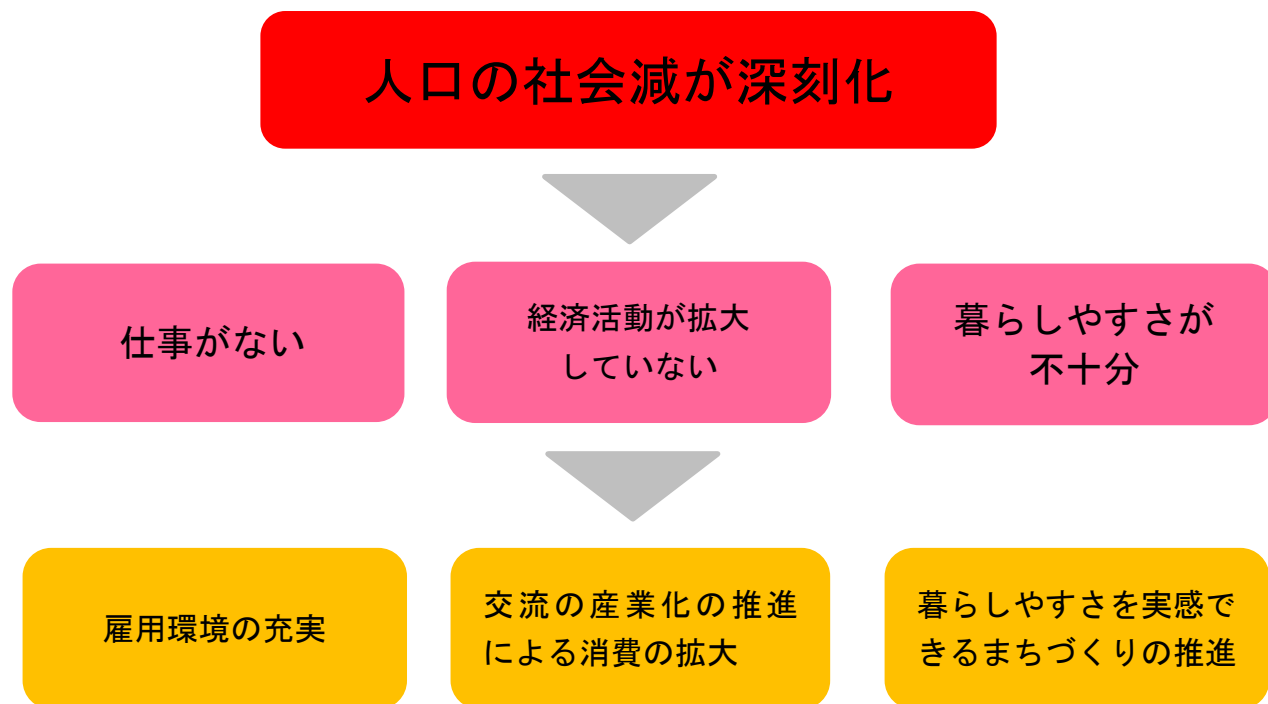 人口の社会減が深刻化
仕事がない
経済活動が拡大
していない
暮らしやすさが
不十分
雇用環境の充実
交流の産業化の推進
による消費の拡大
暮らしやすさを実感で
きるまちづくりの推進